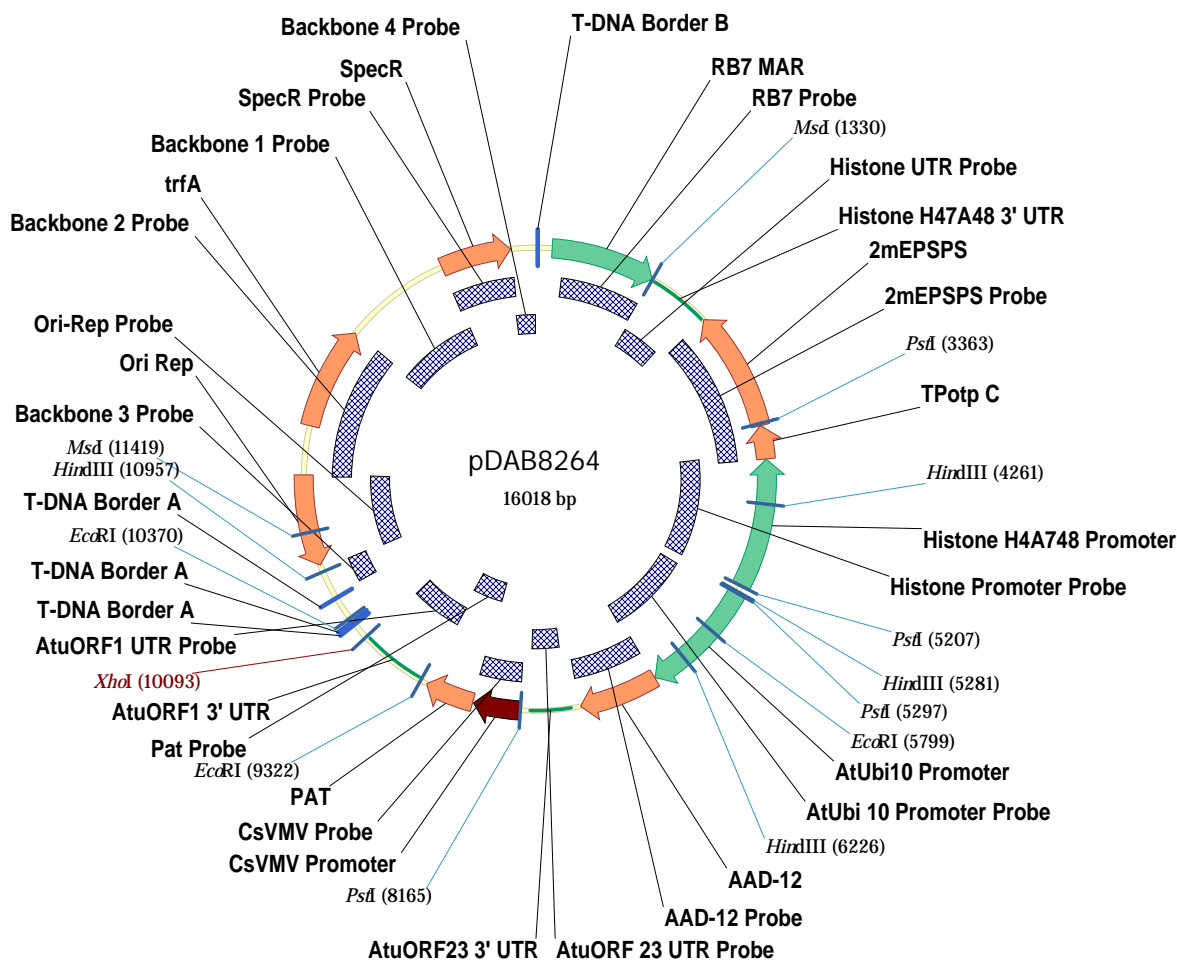 Backbone 4 Probe
T-DNA Border B
SpecR
RB7 MAR
SpecR Probe
RB7 Probe
MscI (1330)
Backbone 1 Probe
Histone UTR Probe
trfA
Histone H47A48 3' UTR
Backbone 2 Probe
2mEPSPS
2mEPSPS Probe
Ori-Rep Probe
PstI (3363)
Ori Rep
TPotp C
Backbone 3 Probe
MscI (11419)
HindIII (10957)
pDAB8264
HindIII (4261)
16018 bp
T-DNA Border A
EcoRI (10370)
Histone H4A748 Promoter
T-DNA Border A
Histone Promoter Probe
T-DNA Border A
PstI (5207)
AtuORF1 UTR Probe
XhoI (10093)
HindIII (5281)
AtuORF1 3' UTR
PstI (5297)
Pat Probe
EcoRI (5799)
EcoRI (9322)
AtUbi10 Promoter
PAT
AtUbi 10 Promoter Probe
CsVMV Probe
HindIII (6226)
CsVMV Promoter
AAD-12
PstI (8165)
AAD-12 Probe
AtuORF23 3' UTR
AtuORF 23 UTR Probe